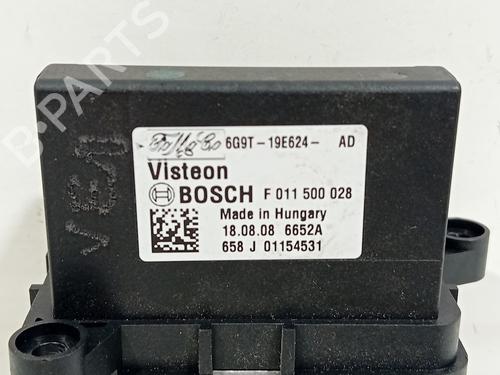 6G9T-19E624- AD
Visteon
BOSCH F 011 500 028
Made in Hungary
18.08.08 6652A
658 J 01154531
B-PARTS